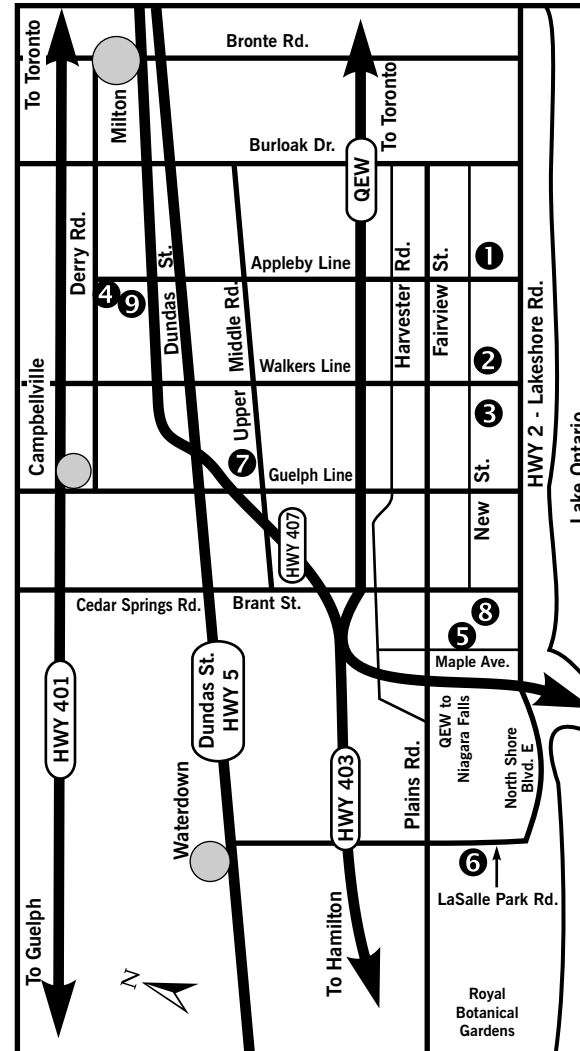 Bronte Rd.
To Toronto
Milton
To Toronto
Burloak Dr.
QEW
Derry Rd.
Dundas St.
Appleby Line
Harvester Rd.
Fairview St.
1
4
9
Middle Rd.
Walkers Line
2
HWY 2 - Lakeshore Rd.
Campbellville
Upper
3
7
Guelph Line
New St.
Lake Ontario
HWY 407
Cedar Springs Rd.
Brant St.
8
5
Maple Ave.
HWY 401
Dundas St.
HWY 5
QEW to
Niagara Falls
North Shore
Blvd. E
Plains Rd.
Waterdown
HWY 403
6
LaSalle Park Rd.
To Guelph
N
To Hamilton
Royal
Botanical
Gardens